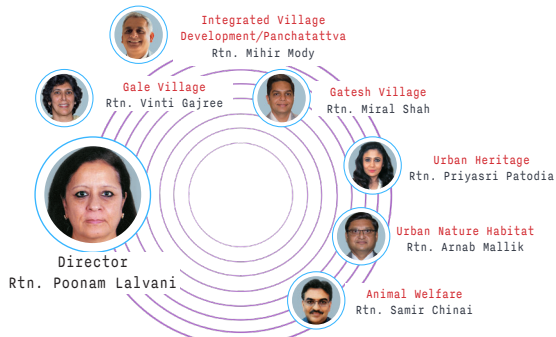 Integrated Village
Development/Panchatattva
Rtn. Mihir Mody
Gale Village
Rtn. Vinti Gajree
Gatesh Village
Rtn. Miral Shah
Urban Heritage
Rtn. Priyasri Patodia
Urban Nature Habitat
Rtn. Arnab Mallik
Director
Rtn. Poonam Lalvani
Animal Welfare
Rtn. Samir Chinai